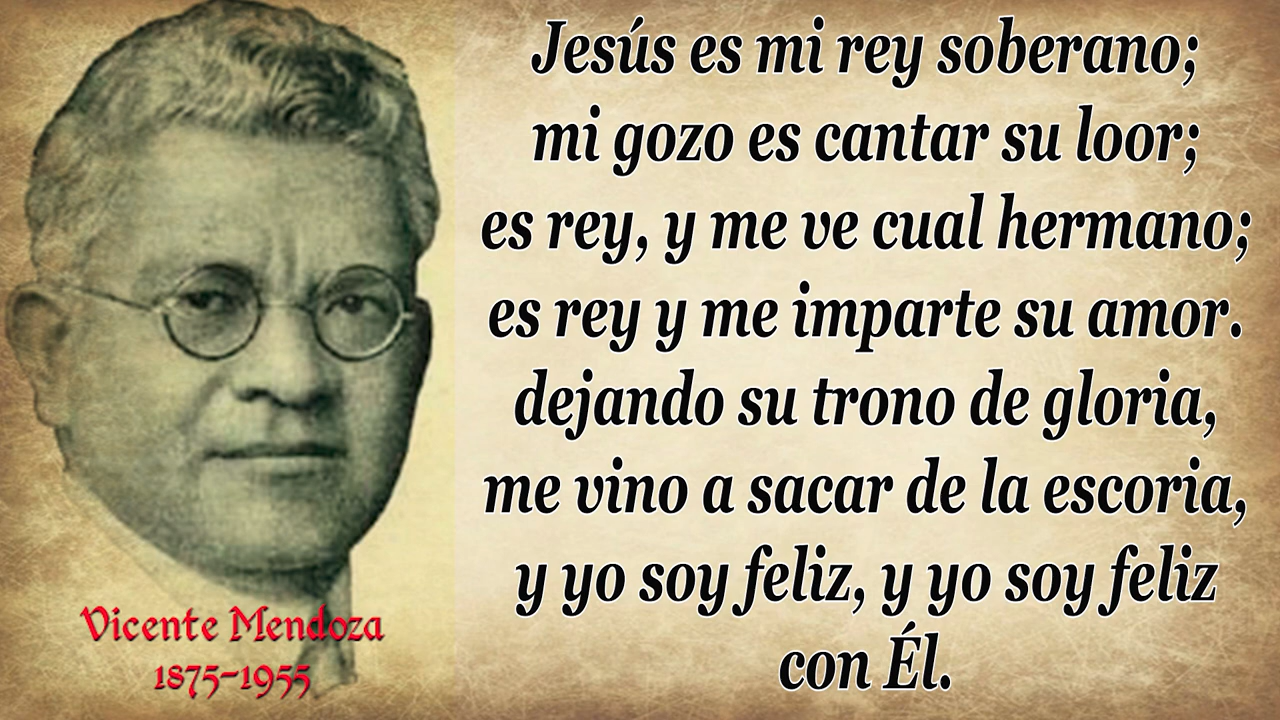 Jesús es mi rey soberano;
mi gozo es cantar su loor;
es rey, y me ve cual hermano;
es rey y me imparte su amor.
dejando su trono de gloria,
me vino a sacar de la escoria,
y yo soy feliz, y yo soy feliz
con Él.
Vicente Mendoza
1875-1955